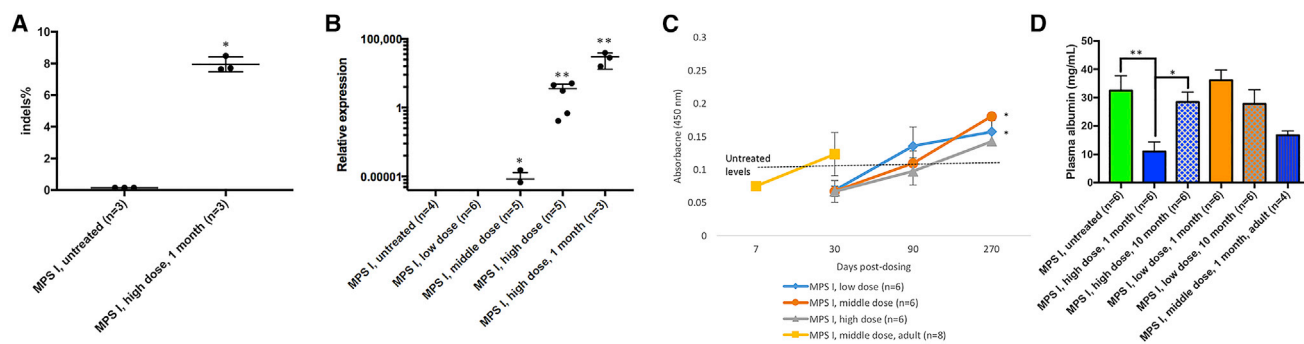 A
indels%
10
8
6
4
2
0
*
MPS I, untreated (n=3)
MPS I, high dose, 1 month (n=3)
B
Relative expression
100,000
1
0.00001
*
**
**
MPS I, untreated (n=4)
MPS I, low dose (n=6)
MPS I, middle dose (n=5)
MPS I, high dose (n=5)
MPS I, high dose, 1 month (n=3)
C
Absorbacne (450 nm)
0.3
0.25
0.2
0.15
0.1
0.05
0
Untreated
levels
*
*
7
30
90
270
Days post-dosing
MPS I, low dose (n=6)
MPS I, middle dose (n=6)
MPS I, high dose (n=6)
MPS I, middle dose, adult (n=8)
D
Plasma albumin (mg/mL)
50
40
30
20
10
0
**
*
MPS I, untreated (n=6)
MPS I, high dose, 1 month (n=6)
MPS I, high dose, 10 month (n=6)
MPS I, low dose, 1 month (n=6)
MPS I, low dose, 10 month (n=6)
MPS I, middle dose, 1 month, adult (n=4)